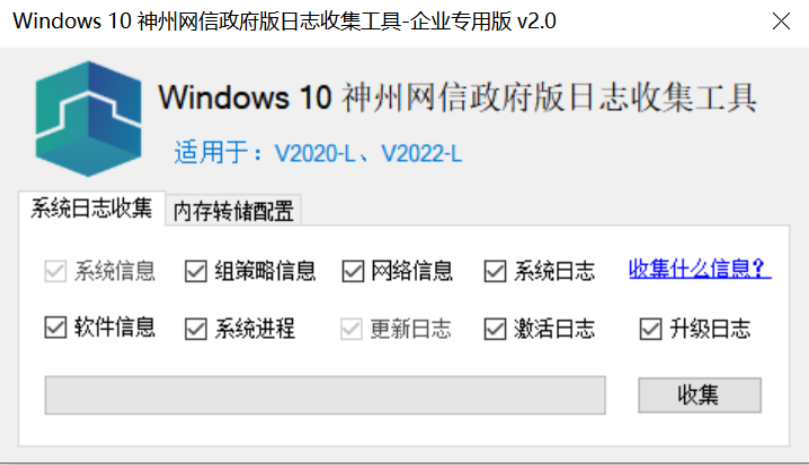 Windows 10 神州网信政府版日志收集工具-企业专用版 v2.0
Windows 10 神州网信政府版日志收集工具
适用于：V2020-L、V2022-L
系统日志收集 内存转储配置
系统信息 组策略信息 网络信息 系统日志 收集什么信息？
软件信息 系统进程 更新日志 激活日志 升级日志
收集